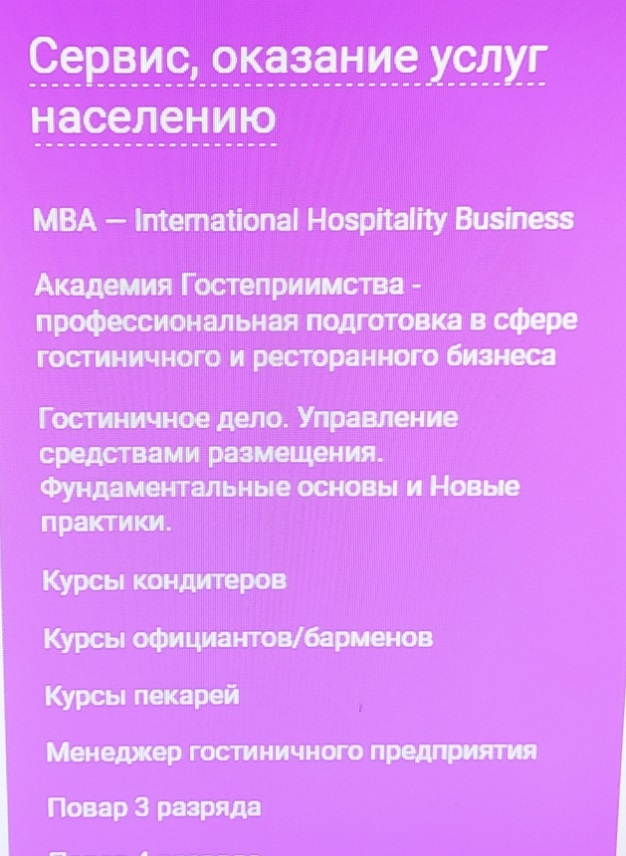 Сервис, оказание услуг
населению
MBA — International Hospitality Business
Академия Гостеприимства -
профессиональная подготовка в сфере
гостиничного и ресторанного бизнеса
Гостиничное дело. Управление
средствами размещения.
Фундаментальные основы и Новые
практики.
Курсы кондитеров
Курсы официантов/барменов
Курсы пекарей
Менеджер гостиничного предприятия
Повар 3 разряда